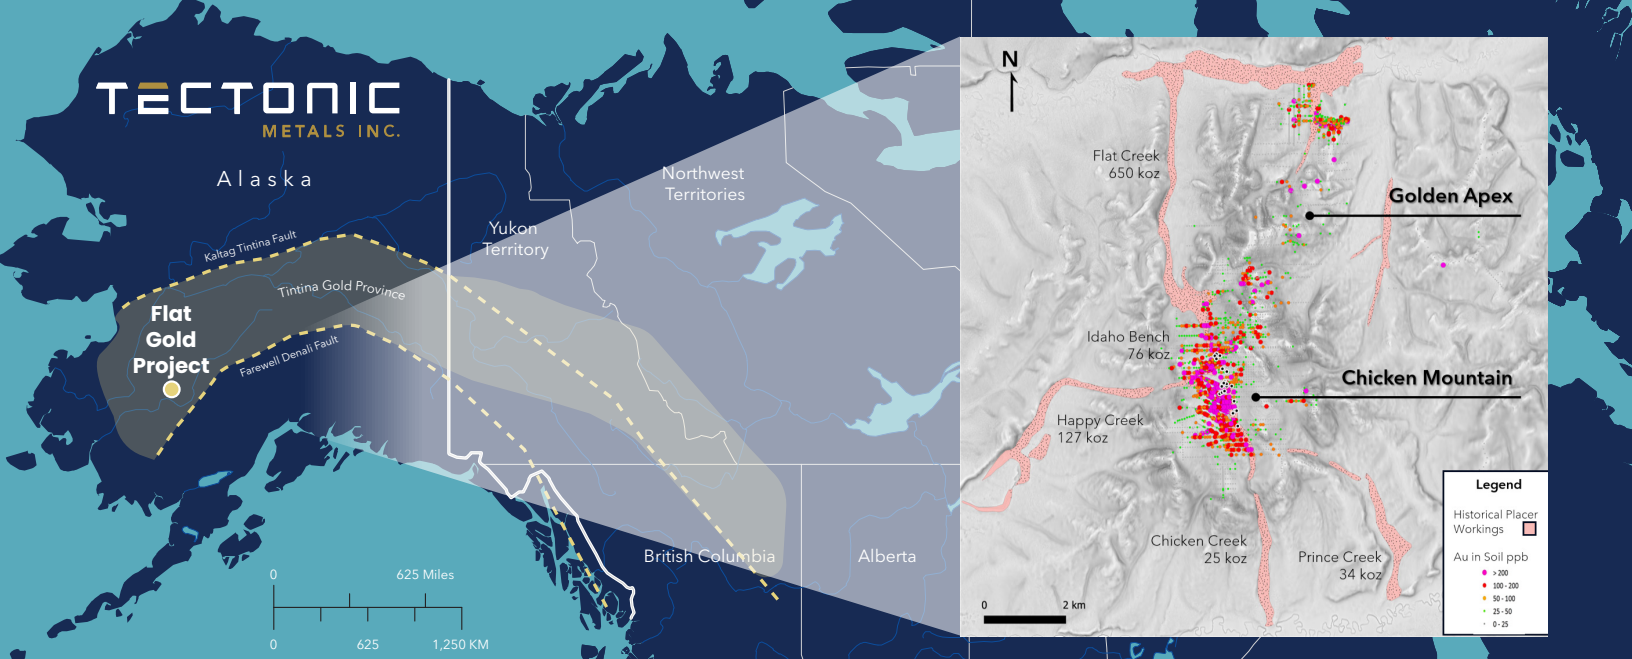 TECTONIC
METALS INC.
Alaska
Kaltag Tintina Fault
Tintina Gold Province
Flat
Gold
Project
Farewell Denali Fault
Yukon
Territory
Northwest
Territories
British Columbia
Alberta
0
625 Miles
0
625
1,250 KM
N
Flat Creek
650 koz
Golden Apex
Idaho Bench
76 koz
Chicken Mountain
Happy Creek
127 koz
Chicken Creek
25 koz
Prince Creek
34 koz
0
2 km
Legend
Historical Placer
Workings
Au in Soil ppb
> 200
100 - 200
50 - 100
25 - 50
0 - 25